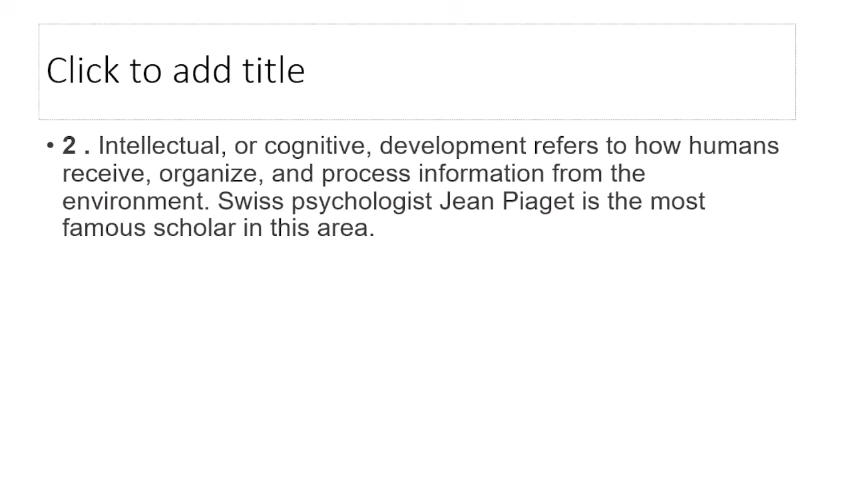 Click to add title
• 2 . Intellectual, or cognitive, development refers to how humans
receive, organize, and process information from the
environment. Swiss psychologist Jean Piaget is the most
famous scholar in this area.